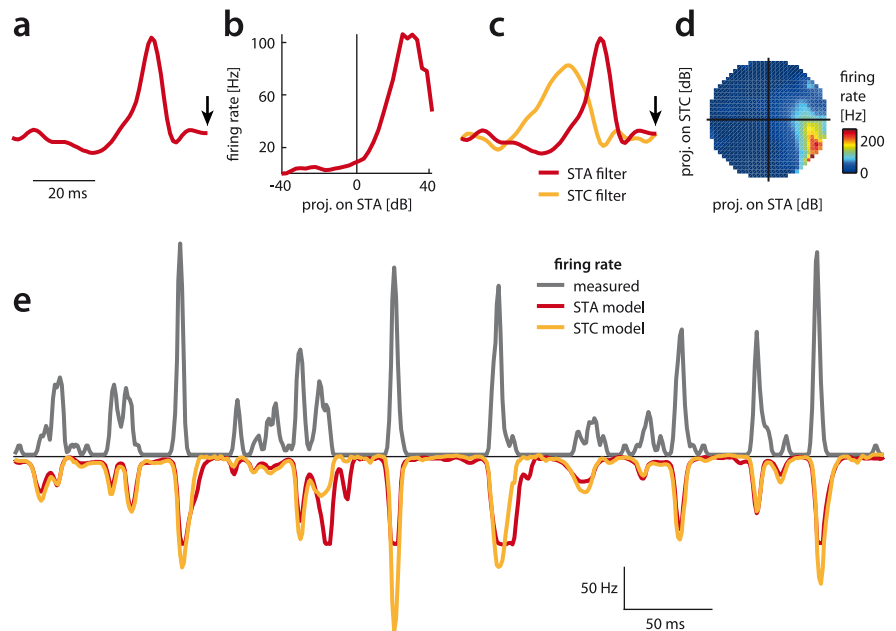 a
20 ms
b
firing rate [Hz]
100
60
20
-40
0
40
proj. on STA [dB]
c
STA filter
STC filter
d
proj. on STC [dB]
proj. on STA [dB]
firing
rate
[Hz]
200
0
e
firing rate
measured
STA model
STC model
50 Hz
50 ms